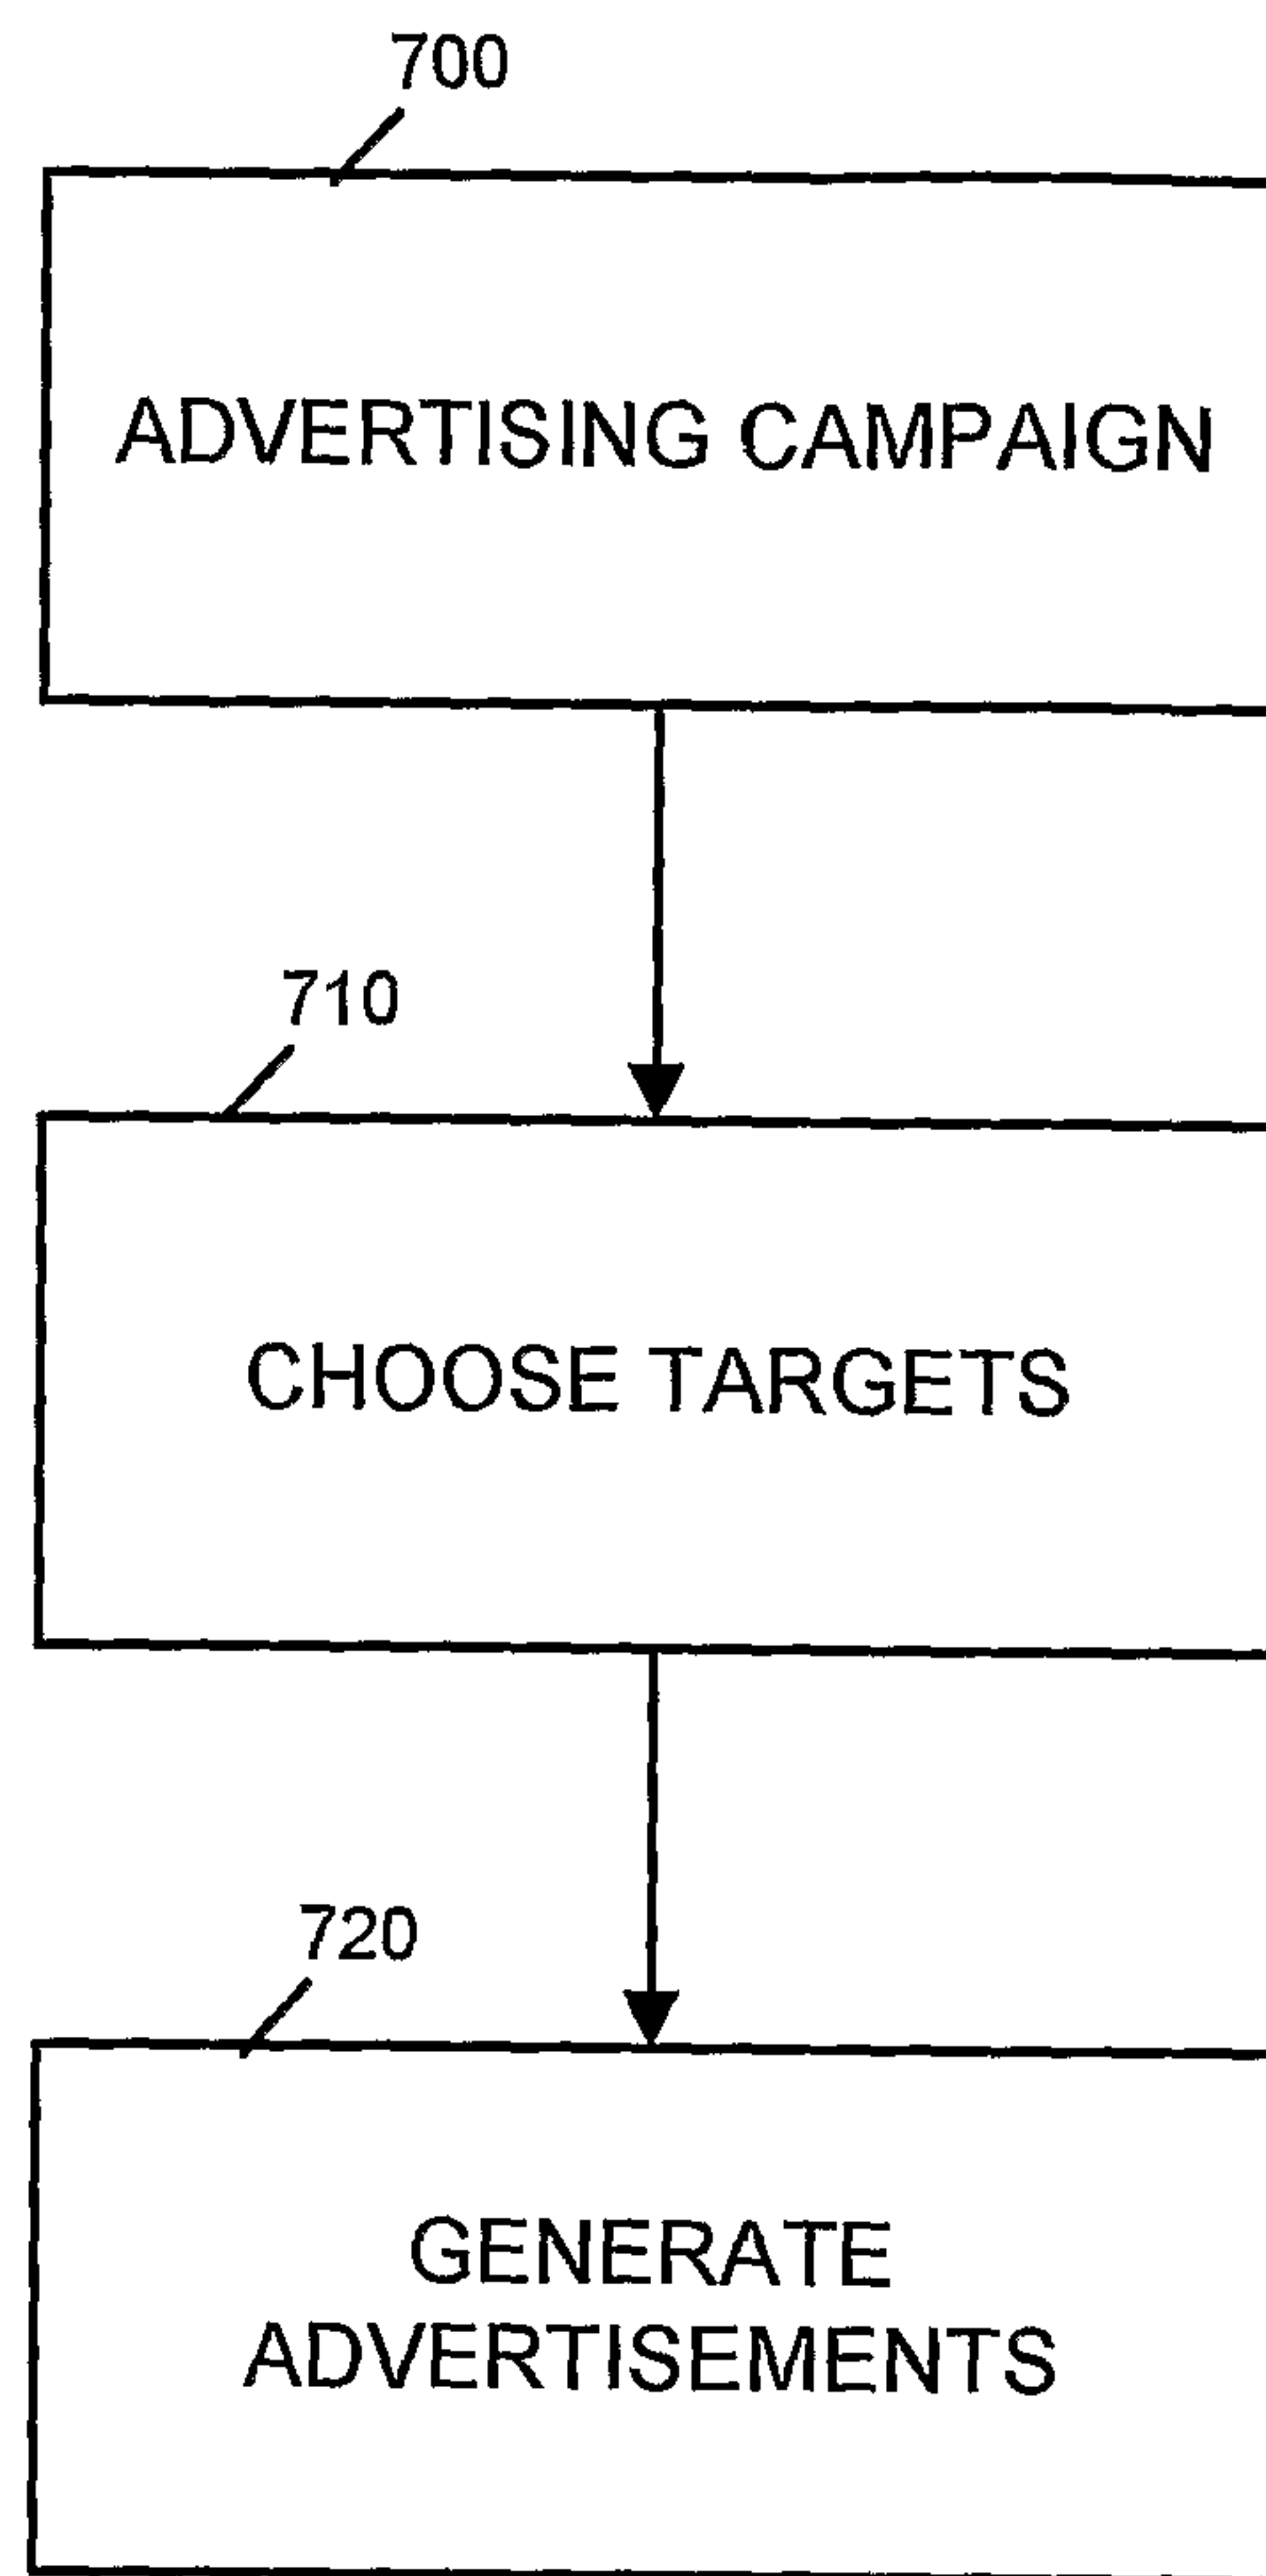 700
ADVERTISING CAMPAIGN
710
CHOOSE TARGETS
720
GENERATE
ADVERTISEMENTS